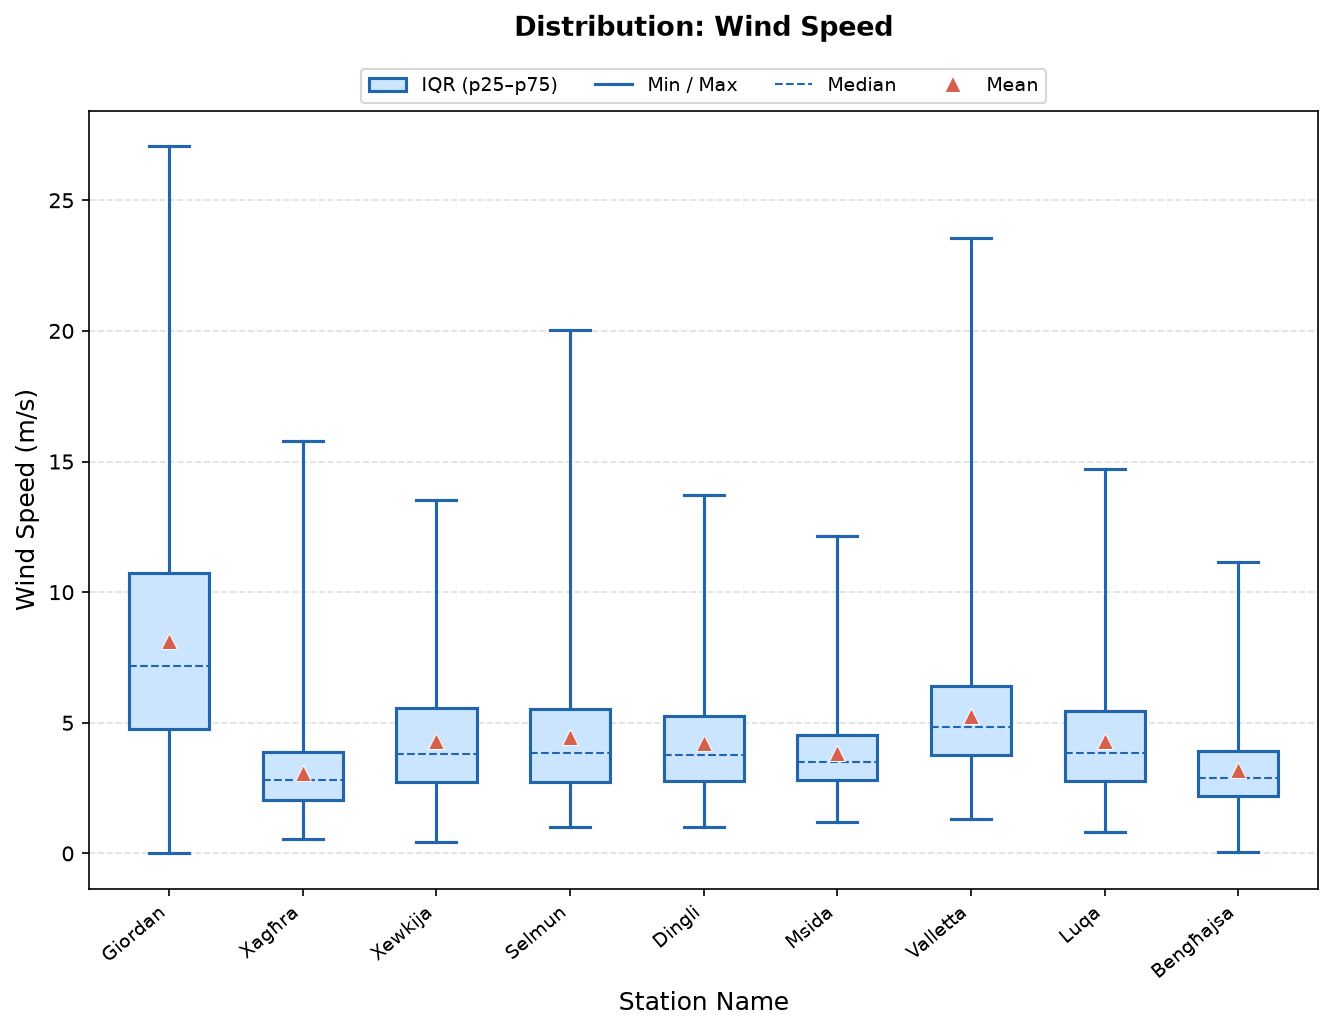 Distribution: Wind Speed
IQR (p25–p75)
Min / Max
Median
Mean
Wind Speed (m/s)
25
20
15
10
5
0
Giordan
Xagħra
Xewkija
Selmun
Dingli
Msida
Valletta
Luqa
Bengħajsa
Station Name